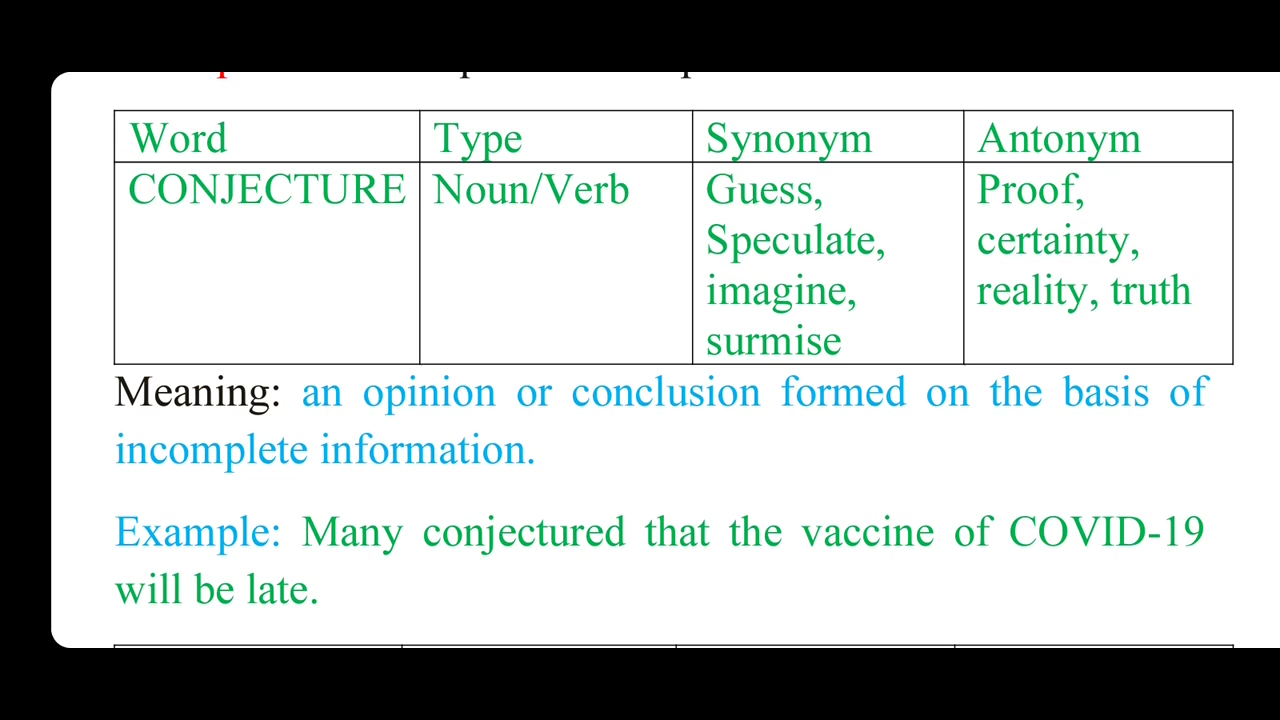 Word Type Synonym Antonym
CONJECTURE Noun/Verb Guess, Proof,
Speculate, certainty,
imagine, reality, truth
surmise
Meaning: an opinion or conclusion formed on the basis of
incomplete information.
Example: Many conjectured that the vaccine of COVID-19
will be late.